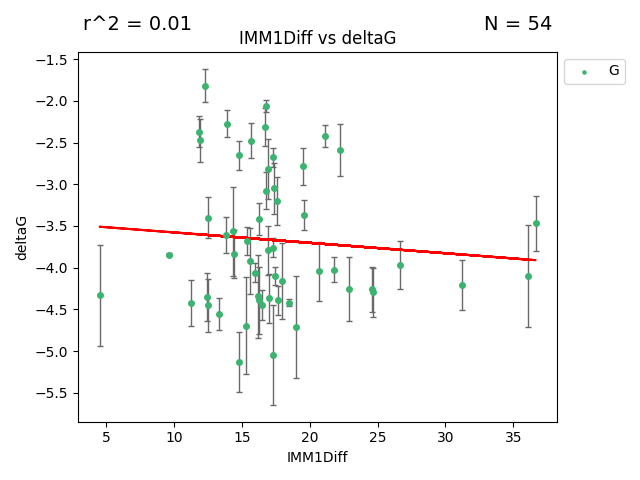 r^2 = 0.01
N = 54
IMM1Diff vs deltaG
G
deltaG
−1.5
−2.0
−2.5
−3.0
−3.5
−4.0
−4.5
−5.0
−5.5
5 10 15 20 25 30 35
IMM1Diff